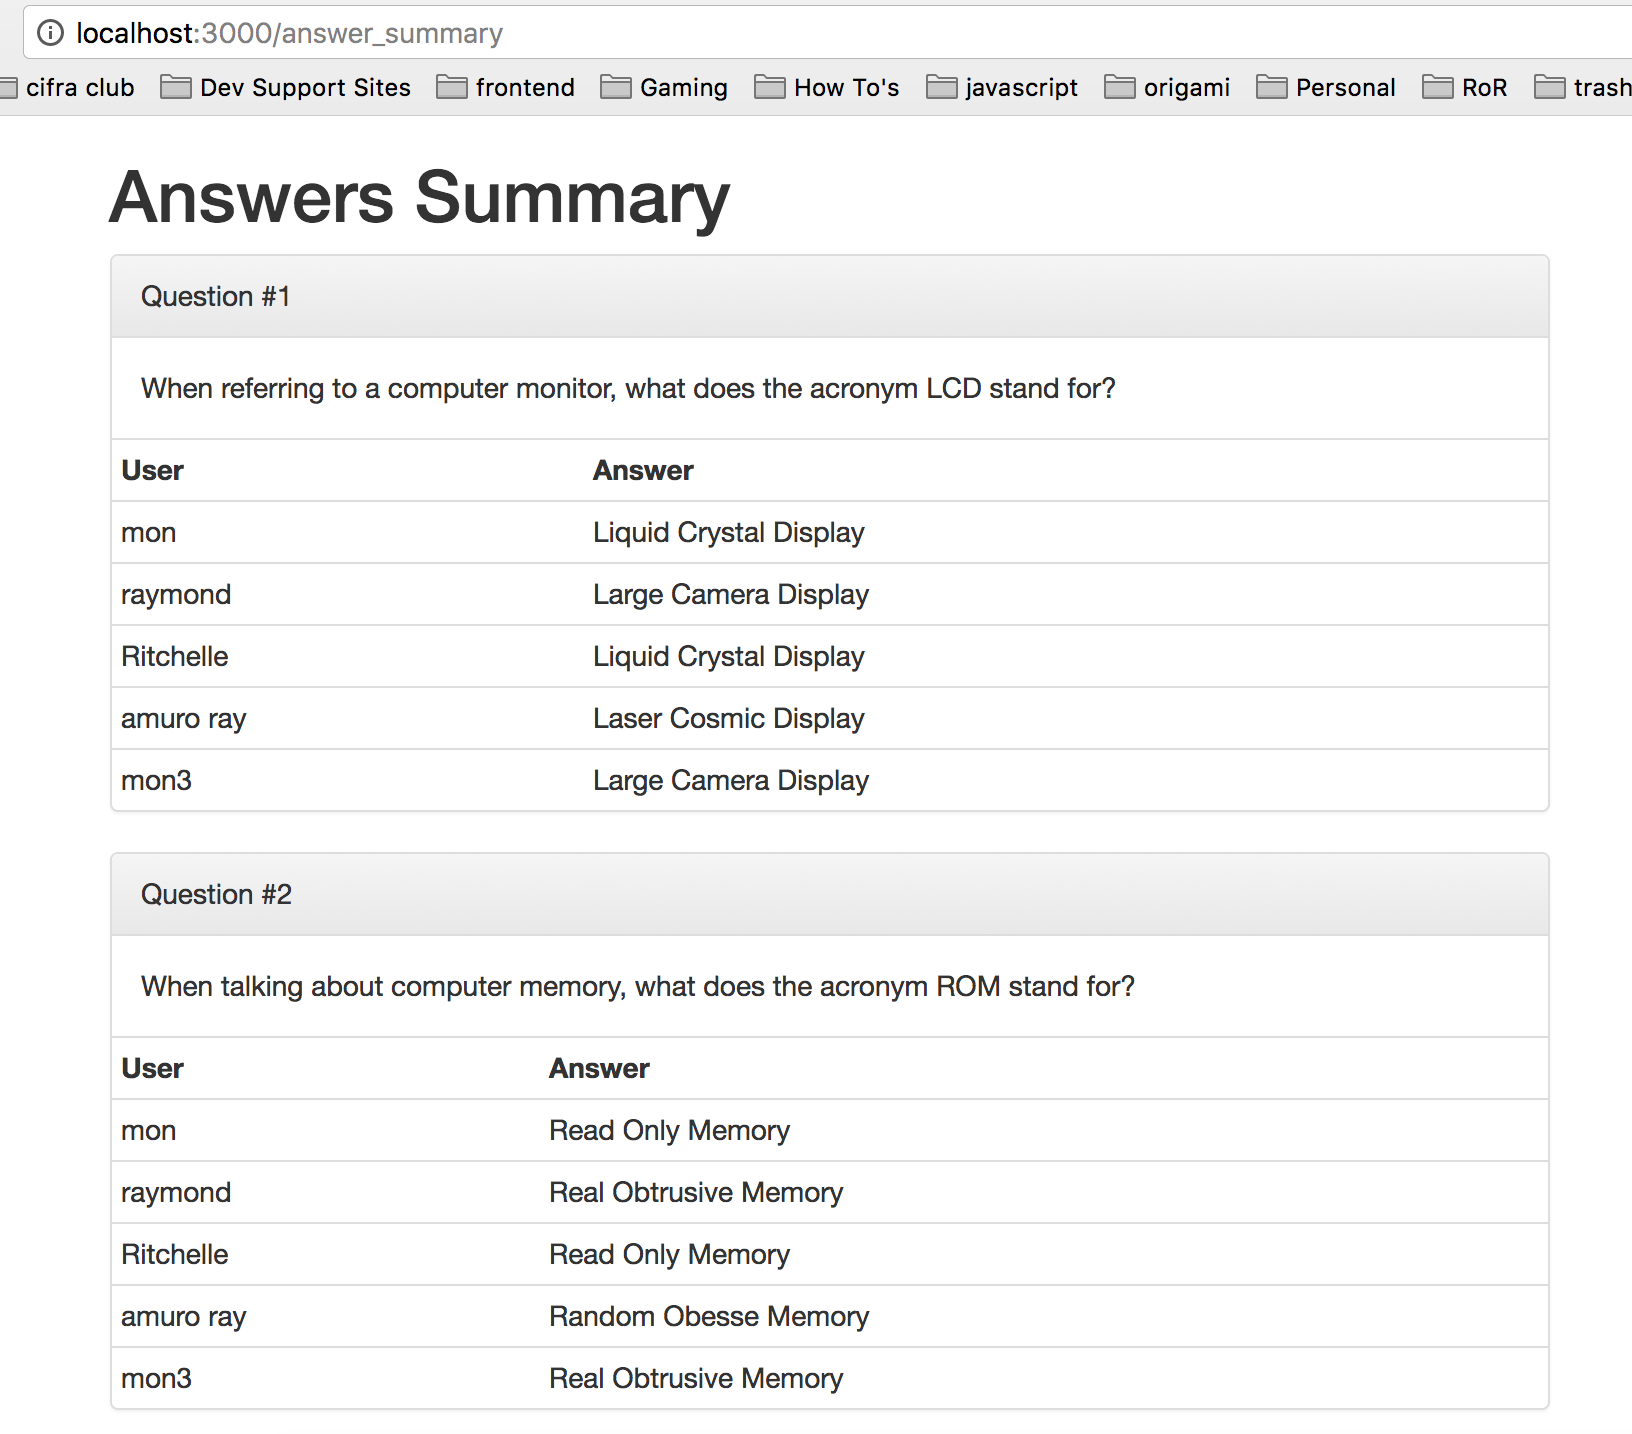 localhost:3000/answer_summary
cifra club Dev Support Sites frontend Gaming How To's javascript origami Personal RoR trash
Answers Summary
Question #1
When referring to a computer monitor, what does the acronym LCD stand for?
User Answer
mon Liquid Crystal Display
raymond Large Camera Display
Ritchelle Liquid Crystal Display
amuro ray Laser Cosmic Display
mon3 Large Camera Display
Question #2
When talking about computer memory, what does the acronym ROM stand for?
User Answer
mon Read Only Memory
raymond Real Obtrusive Memory
Ritchelle Read Only Memory
amuro ray Random Obesse Memory
mon3 Real Obtrusive Memory